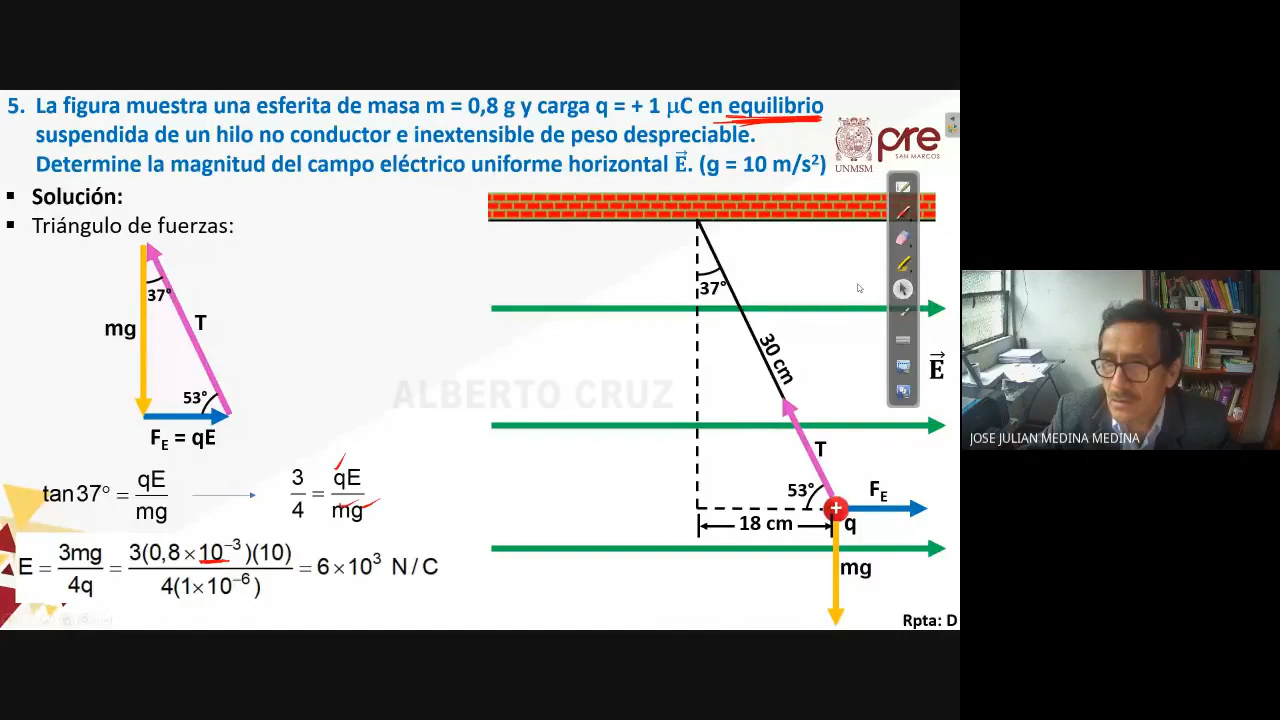 5. La figura muestra una esferita de masa m = 0,8 g y carga q = + 1 μC en equilibrio
suspendida de un hilo no conductor e inextensible de peso despreciable.
Determine la magnitud del campo eléctrico uniforme horizontal E⃗. (g = 10 m/s²)
UNMSM
pre
SAN MARCOS
▪ Solución:
▪ Triángulo de fuerzas:
37°
mg
T
53°
F_E = qE
tan 37° = qE/mg
3/4 = qE/mg
E = 3mg/4q = 3(0,8×10⁻³)(10)/4(1×10⁻⁶) = 6×10³ N/C
37°
30 cm
E⃗
ALBERTO CRUZ
T
53°
F_E
+
18 cm
q
mg
Rpta: D
JOSE JULIAN MEDINA MEDINA